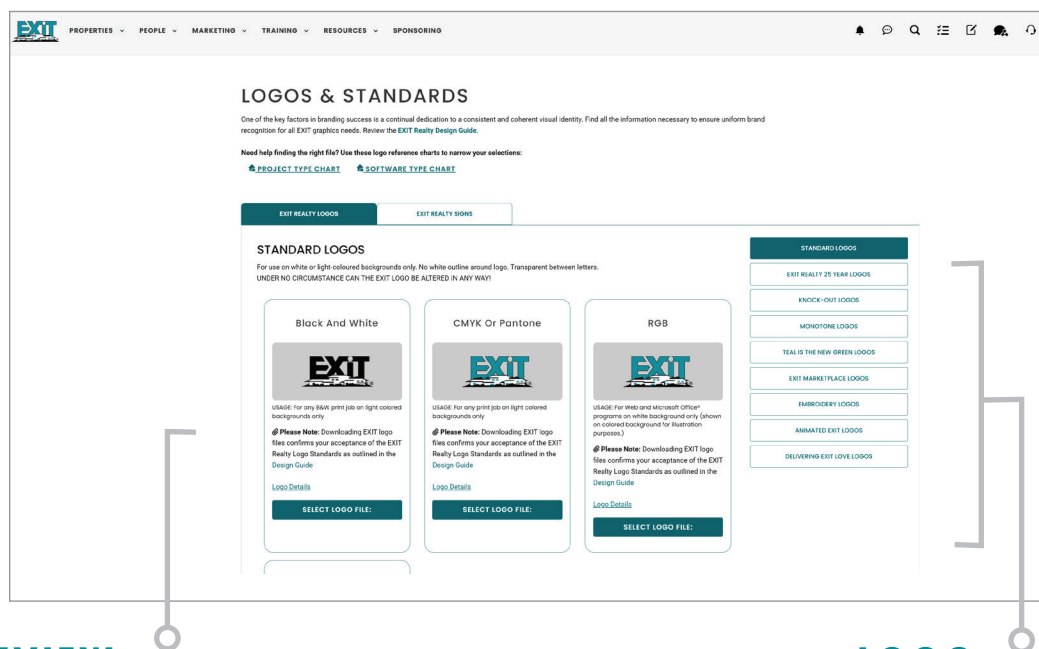 EXIT PROPERTIES PEOPLE MARKETING TRAINING RESOURCES SPONSORING
LOGOS & STANDARDS
One of the key factors in branding success is a continual dedication to a consistent and coherent visual identity. Find all the information necessary to ensure uniform brand
recognition for all EXIT graphics needs. Review the EXIT Realty Design Guide.
Need help finding the right file? Use these logo reference charts to narrow your selections:
PROJECT TYPE CHART SOFTWARE TYPE CHART
EXIT REALTY LOGOS EXIT REALTY SIGNS
STANDARD LOGOS
For use on white or light-coloured backgrounds only. No white outline around logo. Transparent between letters.
UNDER NO CIRCUMSTANCE CAN THE EXIT LOGO BE ALTERED IN ANY WAY!
Black And White
EXIT
USAGE: For any B&W print job on light colored
backgrounds only
Please Note: Downloading EXIT logo
files confirms your acceptance of the EXIT
Realty Logo Standards as outlined in the
Design Guide
Logo Details
SELECT LOGO FILE:
CMYK Or Pantone
EXIT
USAGE: For any print job on light colored
backgrounds only
Please Note: Downloading EXIT logo
files confirms your acceptance of the EXIT
Realty Logo Standards as outlined in the
Design Guide
Logo Details
SELECT LOGO FILE:
RGB
EXIT
USAGE: For Web and Microsoft Office®
programs on white background only (shown
on colored background for illustration
purposes.)
Please Note: Downloading EXIT logo
files confirms your acceptance of the EXIT
Realty Logo Standards as outlined in the
Design Guide
Logo Details
SELECT LOGO FILE:
STANDARD LOGOS
EXIT REALTY 25 YEAR LOGOS
KNOCK-OUT LOGOS
MONOTONE LOGOS
TEAL IS THE NEW GREEN LOGOS
EXIT MARKETPLACE LOGOS
EMBROIDERY LOGOS
ANIMATED EXIT LOGOS
DELIVERING EXIT LOVE LOGOS